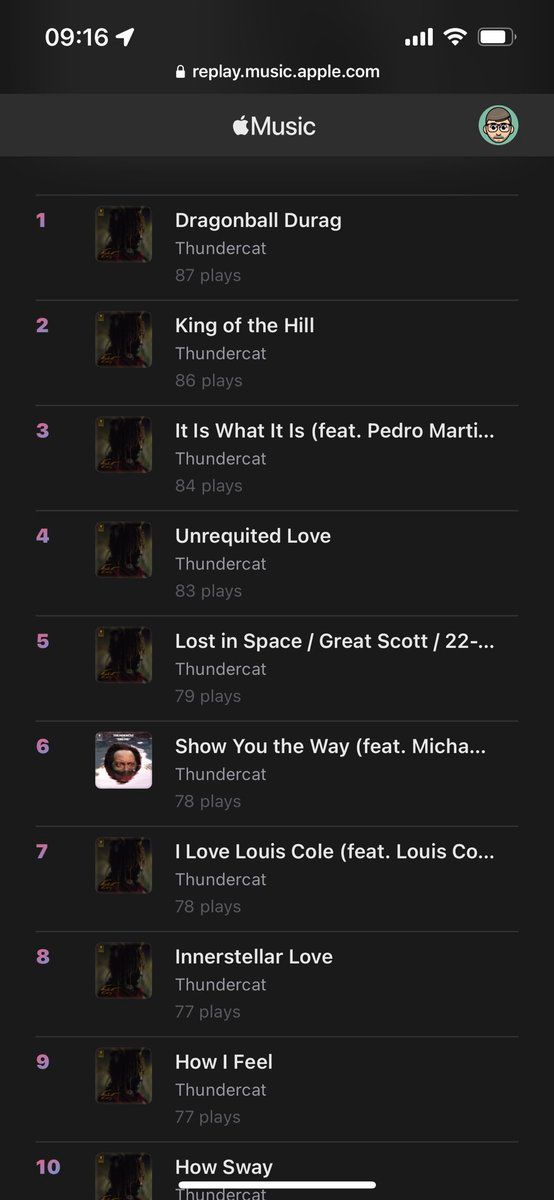 09:16
replay.music.apple.com
Music
1
Dragonball Durag
Thundercat
87 plays
2
King of the Hill
Thundercat
86 plays
3
It Is What It Is (feat. Pedro Marti...
Thundercat
84 plays
4
Unrequited Love
Thundercat
83 plays
5
Lost in Space / Great Scott / 22-...
Thundercat
79 plays
6
Show You the Way (feat. Micha...
Thundercat
78 plays
7
I Love Louis Cole (feat. Louis Co...
Thundercat
78 plays
8
Innerstellar Love
Thundercat
77 plays
9
How I Feel
Thundercat
77 plays
10
How Sway
Thundercat